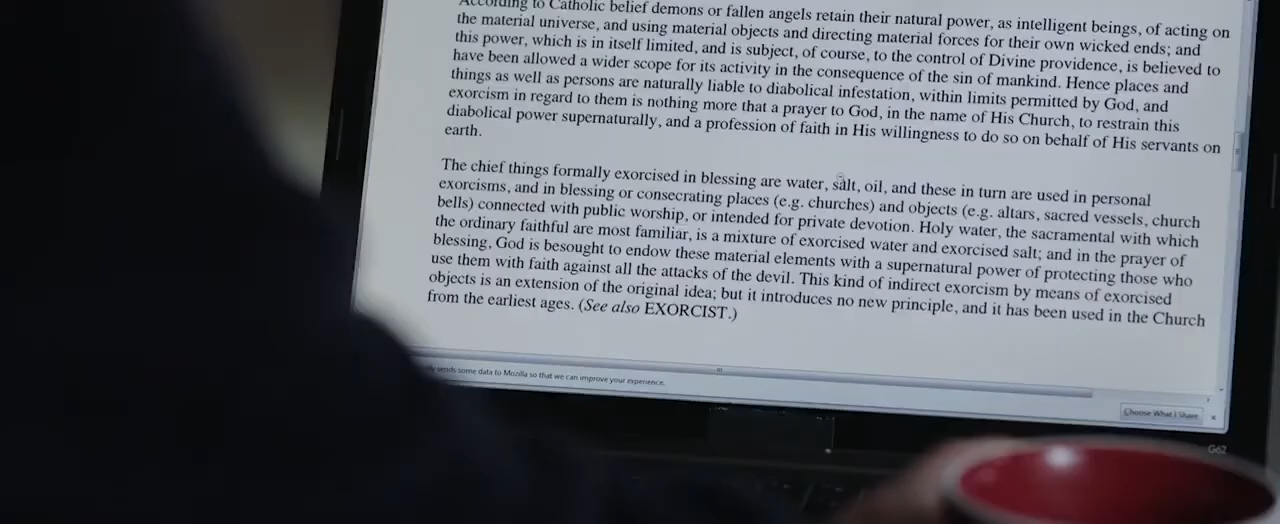 According to Catholic belief demons or fallen angels retain their natural power, as intelligent beings, of acting on
the material universe, and using material objects and directing material forces for their own wicked ends; and
this power, which is in itself limited, and is subject, of course, to the control of Divine providence, is believed to
have been allowed a wider scope for its activity in the consequence of the sin of mankind. Hence places and
things as well as persons are naturally liable to diabolical infestation, within limits permitted by God, and
exorcism in regard to them is nothing more that a prayer to God, in the name of His Church, to restrain this
diabolical power supernaturally, and a profession of faith in His willingness to do so on behalf of His servants on
earth.
The chief things formally exorcised in blessing are water, salt, oil, and these in turn are used in personal
exorcisms, and in blessing or consecrating places (e.g. churches) and objects (e.g. altars, sacred vessels, church
bells) connected with public worship, or intended for private devotion. Holy water, the sacramental with which
the ordinary faithful are most familiar, is a mixture of exorcised water and exorcised salt; and in the prayer of
blessing, God is besought to endow these material elements with a supernatural power of protecting those who
use them with faith against all the attacks of the devil. This kind of indirect exorcism by means of exorcised
objects is an extension of the original idea; but it introduces no new principle, and it has been used in the Church
from the earliest ages. (See also EXORCIST.)
sends some data to Mozilla so that we can improve your experience.
Choose What I Share
G62